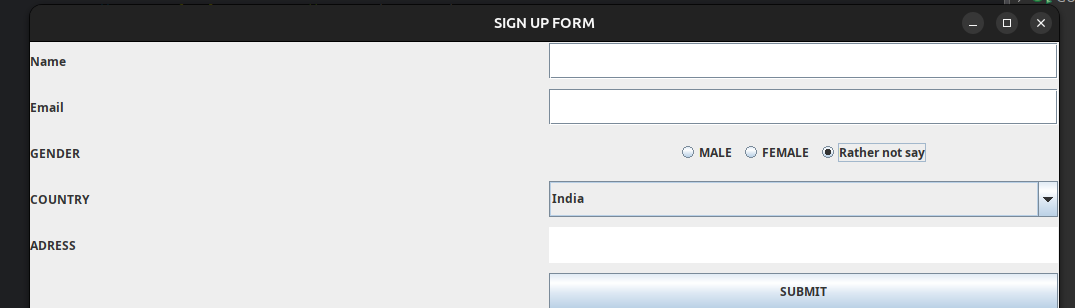 SIGN UP FORM
Name
Email
GENDER MALE FEMALE Rather not say
COUNTRY India
ADRESS
SUBMIT